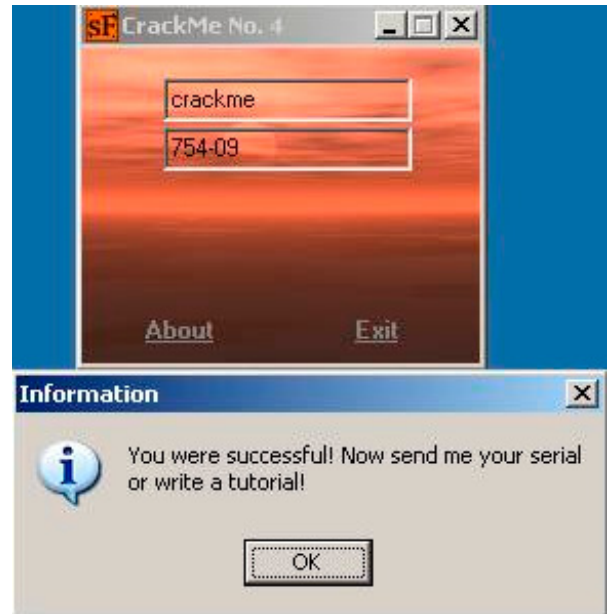 sF CrackMe No. 4
crackme
754-09
About Exit
Information
You were successful! Now send me your serial
or write a tutorial!
OK